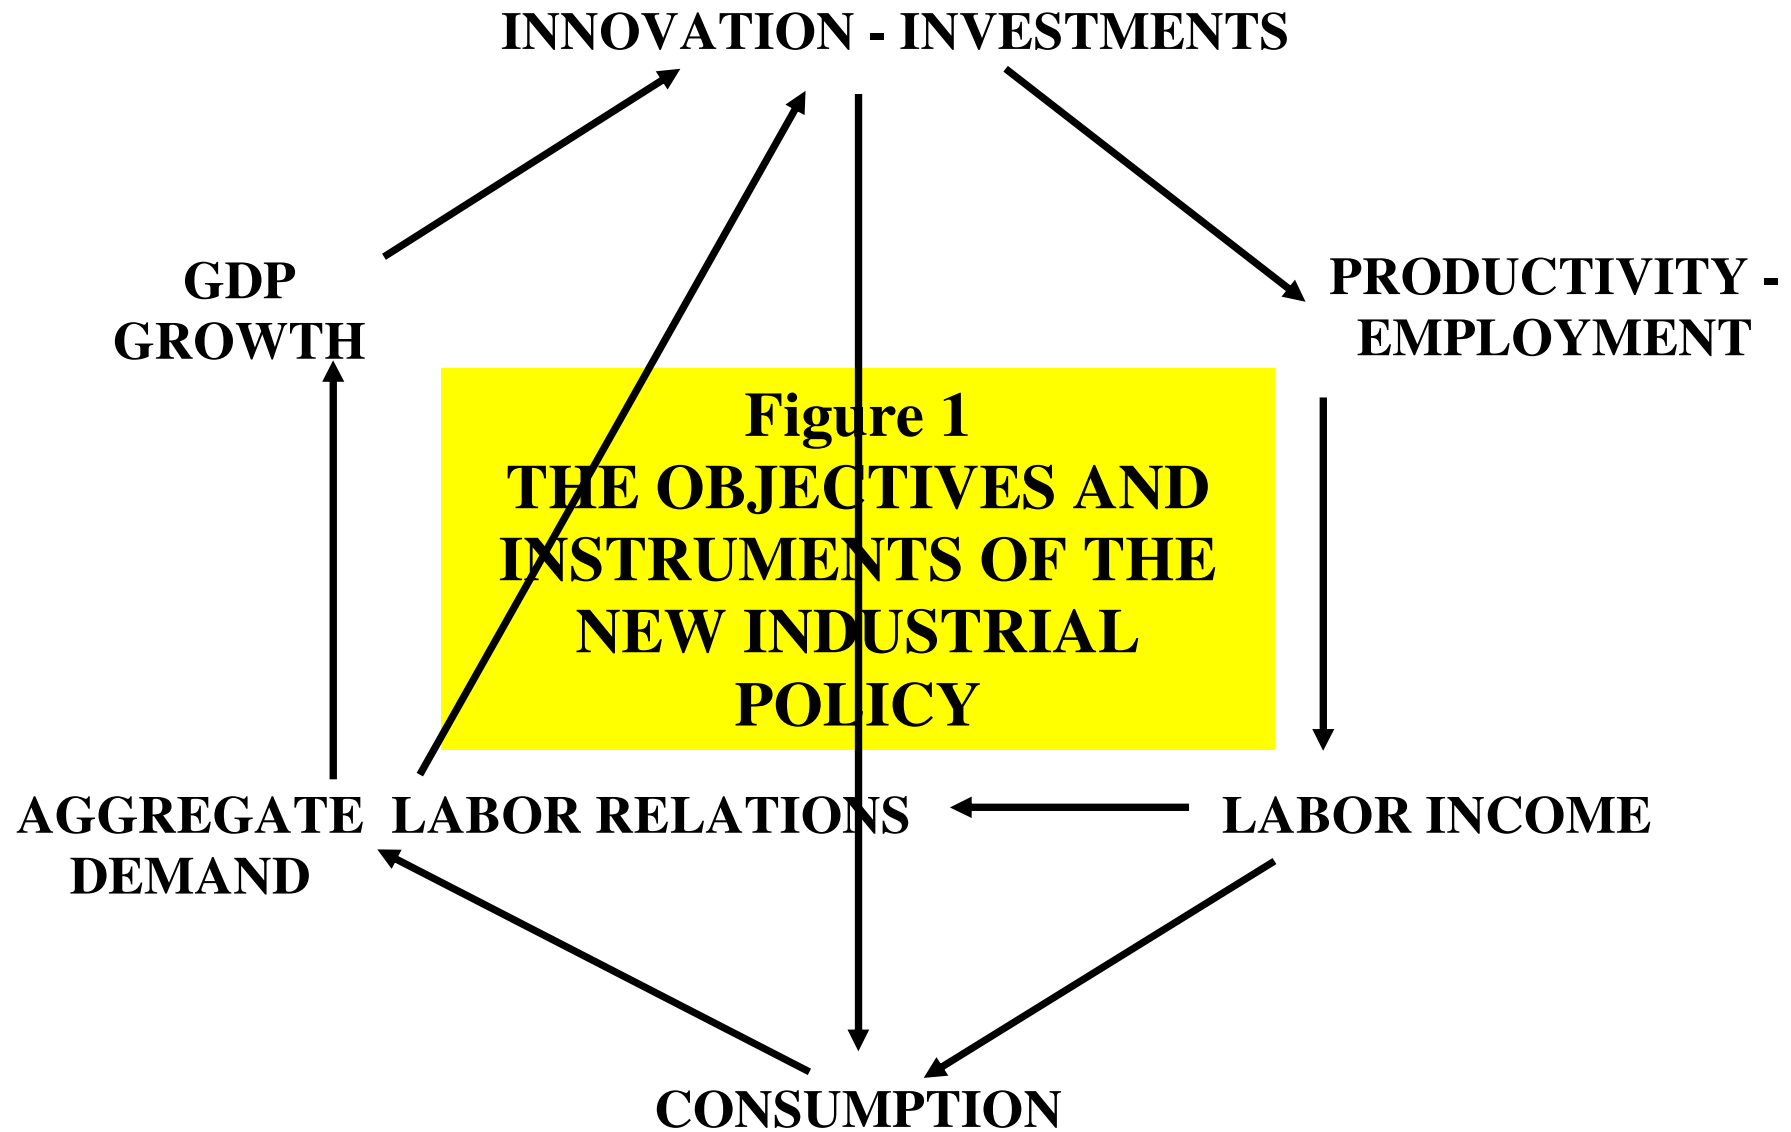 INNOVATION - INVESTMENTS
GDP
GROWTH
PRODUCTIVITY -
EMPLOYMENT
Figure 1
THE OBJECTIVES AND
INSTRUMENTS OF THE
NEW INDUSTRIAL
POLICY
AGGREGATE
DEMAND
LABOR RELATIONS
LABOR INCOME
CONSUMPTION